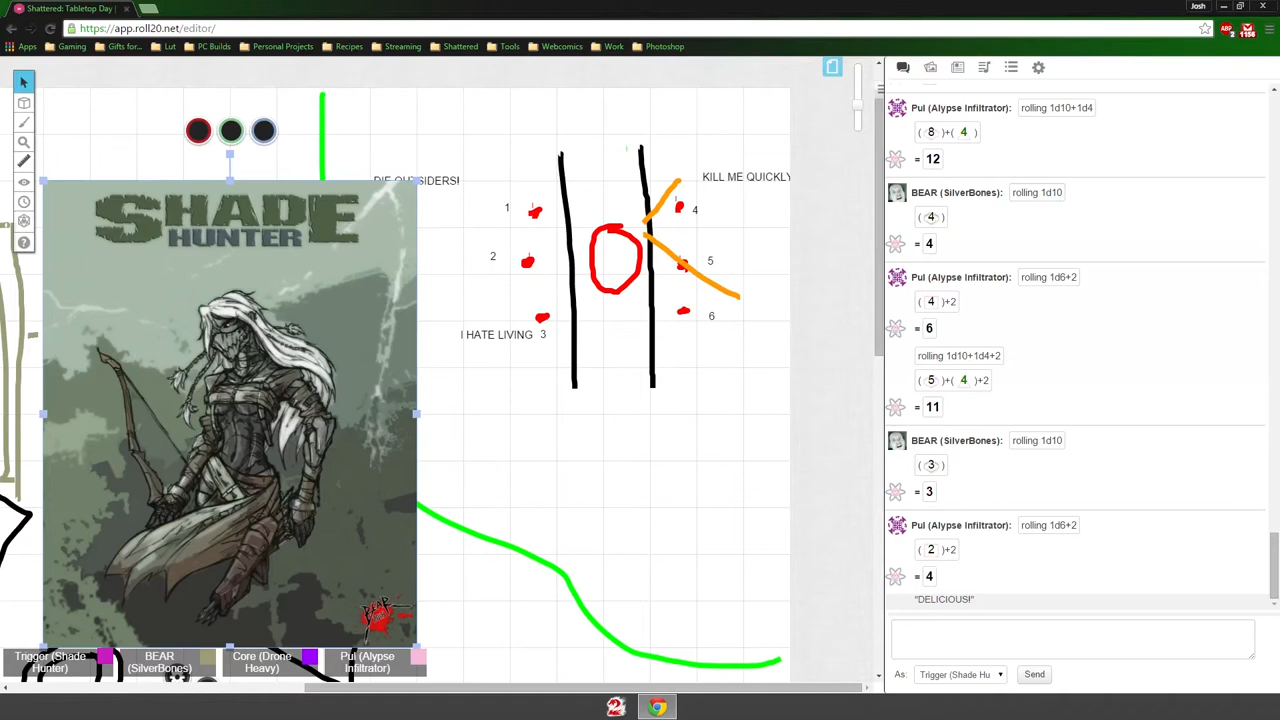 Shattered: Tabletop Day |
Josh
https://app.roll20.net/editor/
ABP 2
1156
Apps Gaming Gifts for... Lut PC Builds Personal Projects Recipes Streaming Shattered Tools Webcomics Work Photoshop
SHADE
HUNTER
KILL ME QUICKLY
1
4
2
5
6
I HATE LIVING 3
BEAR
Trigger (Shade
Hunter)
BEAR
(SilverBones)
Core (Drone
Heavy)
Pul (Alypse
Infiltrator)
Pul (Alypse Infiltrator) rolling 1d10+1d4
( 8 )+( 4 )
= 12
BEAR (SilverBones) rolling 1d10
( 4 )
= 4
Pul (Alypse Infiltrator) rolling 1d6+2
( 4 )+2
= 6
rolling 1d10+1d4+2
( 5 )+( 4 )+2
= 11
BEAR (SilverBones) rolling 1d10
( 3 )
= 3
Pul (Alypse Infiltrator) rolling 1d6+2
( 2 )+2
= 4
"DELICIOUS!"
As: Trigger (Shade Hu Send